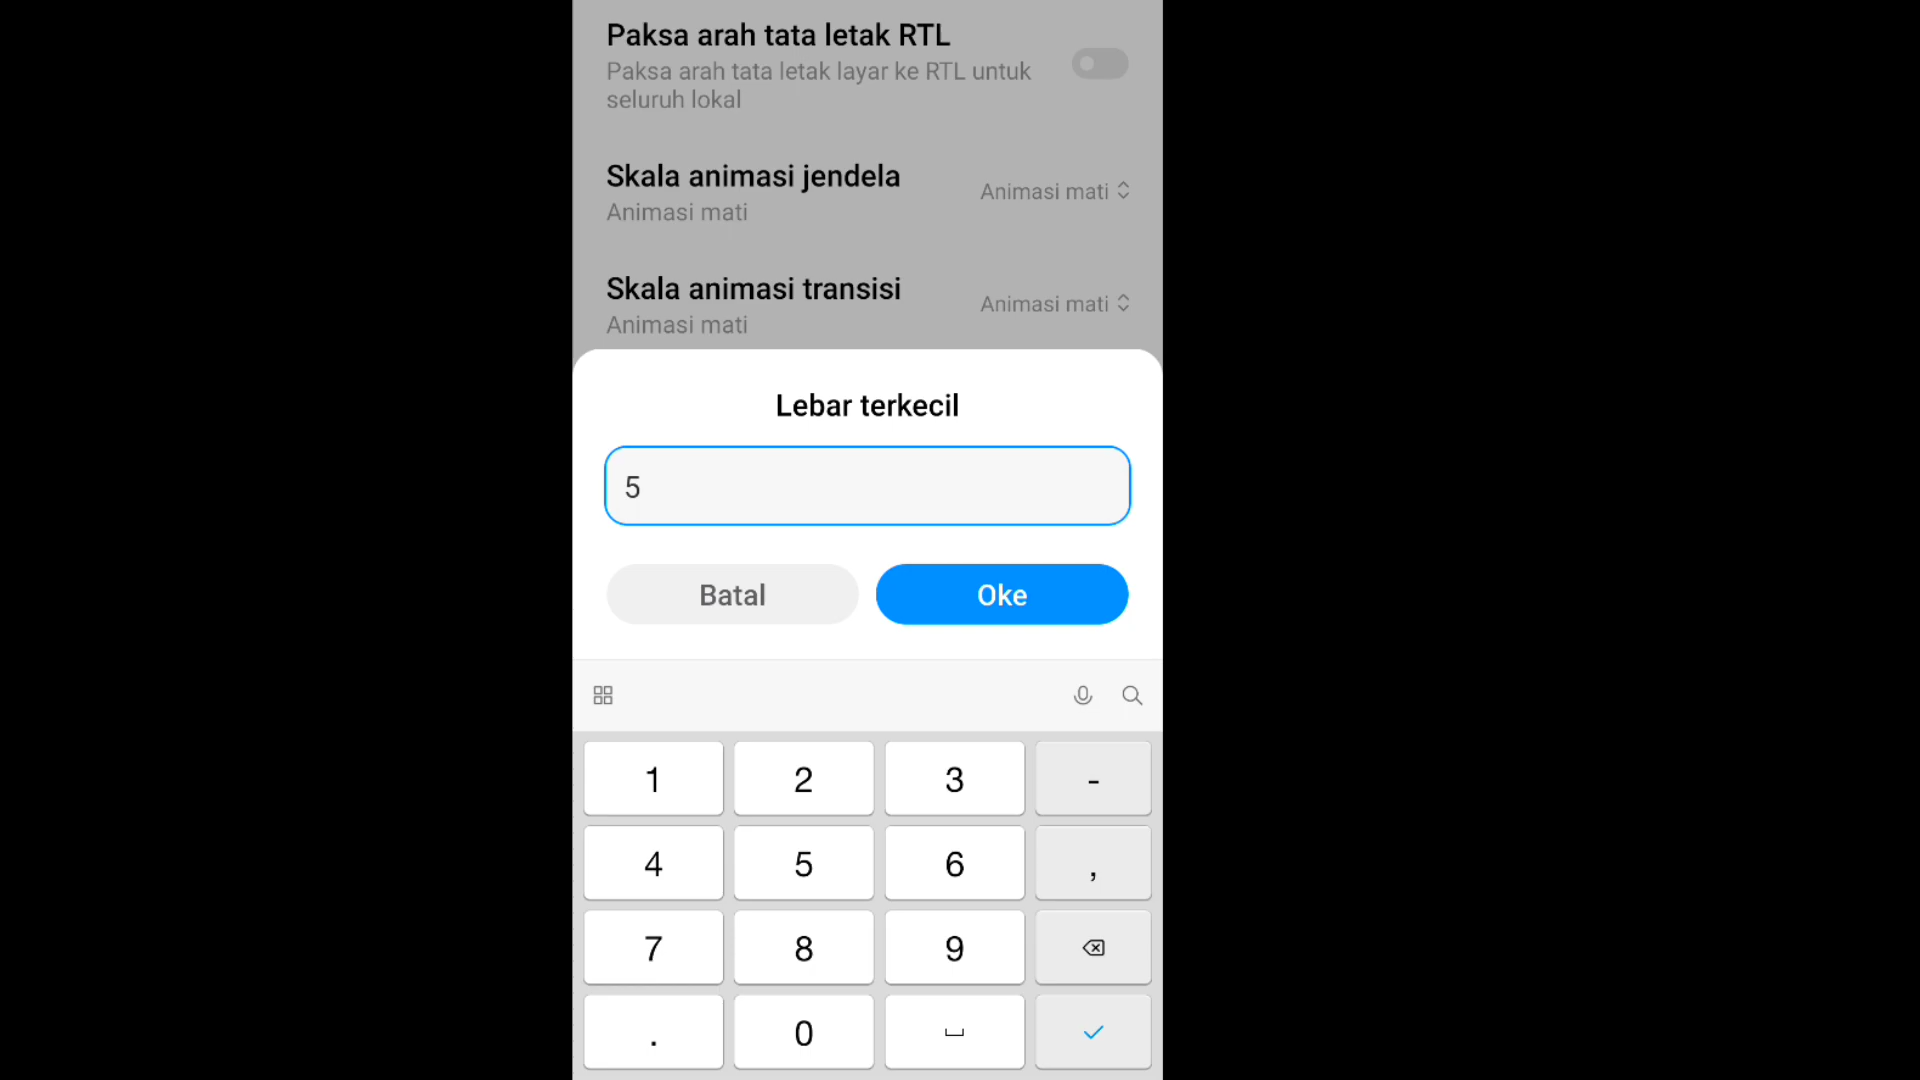 Paksa arah tata letak RTL
Paksa arah tata letak layar ke RTL untuk
seluruh lokal
Skala animasi jendela
Animasi mati
Animasi mati
Skala animasi transisi
Animasi mati
Animasi mati
Lebar terkecil
5
Batal
Oke
1 2 3 -
4 5 6 ,
7 8 9
. 0